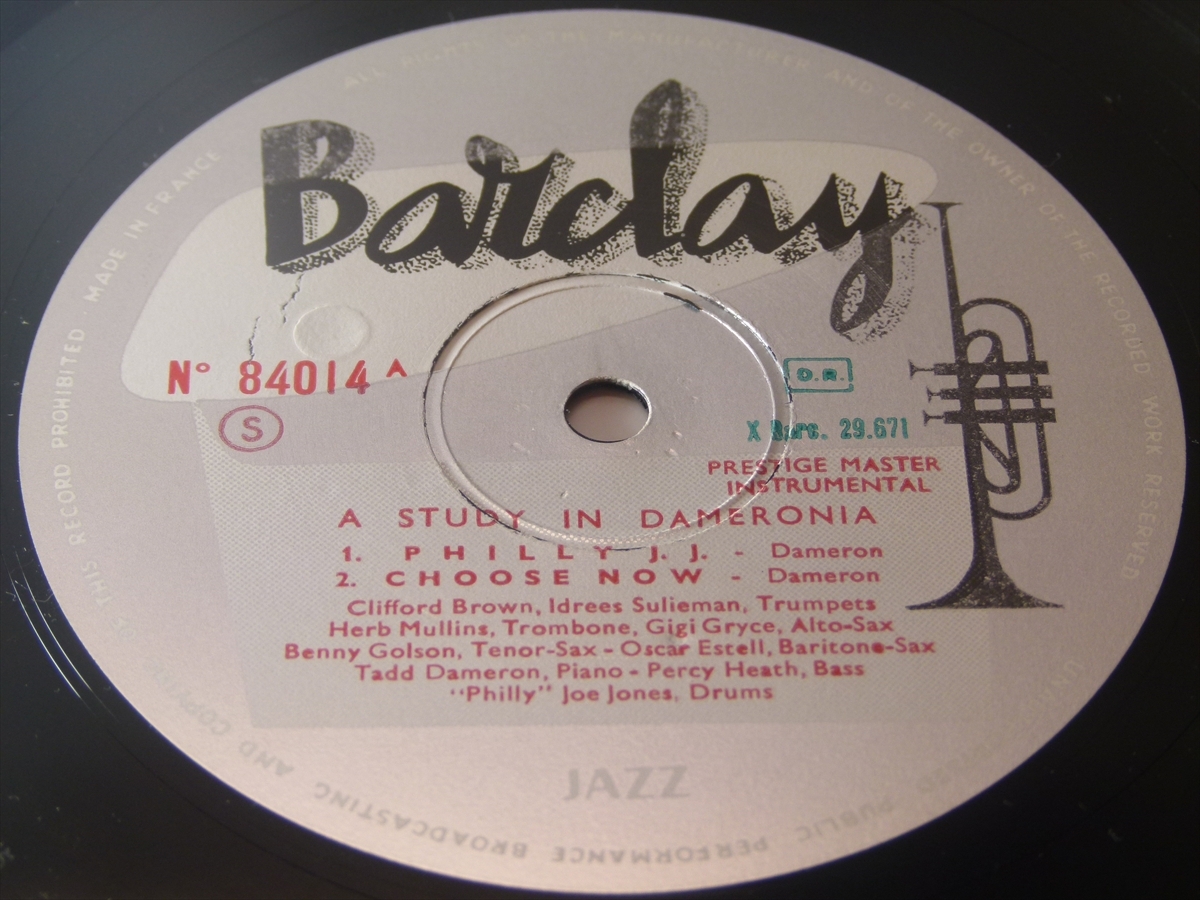 Barclay
N° 84014 A
S
D.R.
X Barc. 29.671
PRESTIGE MASTER
INSTRUMENTAL
A STUDY IN DAMERONIA
1. PHILLY J. J. - Dameron
2. CHOOSE NOW - Dameron
Clifford Brown, Idrees Sulieman, Trumpets
Herb Mullins, Trombone, Gigi Gryce, Alto-Sax
Benny Golson, Tenor-Sax - Oscar Estell, Baritone-Sax
Tadd Dameron, Piano - Percy Heath, Bass
"Philly" Joe Jones, Drums
JAZZ
ALL RIGHTS OF THE MANUFACTURER AND OF THE OWNER OF THE RECORDED WORK RESERVED
PUBLIC PERFORMANCE BROADCASTING AND COPYING OF THIS RECORD PROHIBITED · MADE IN FRANCE